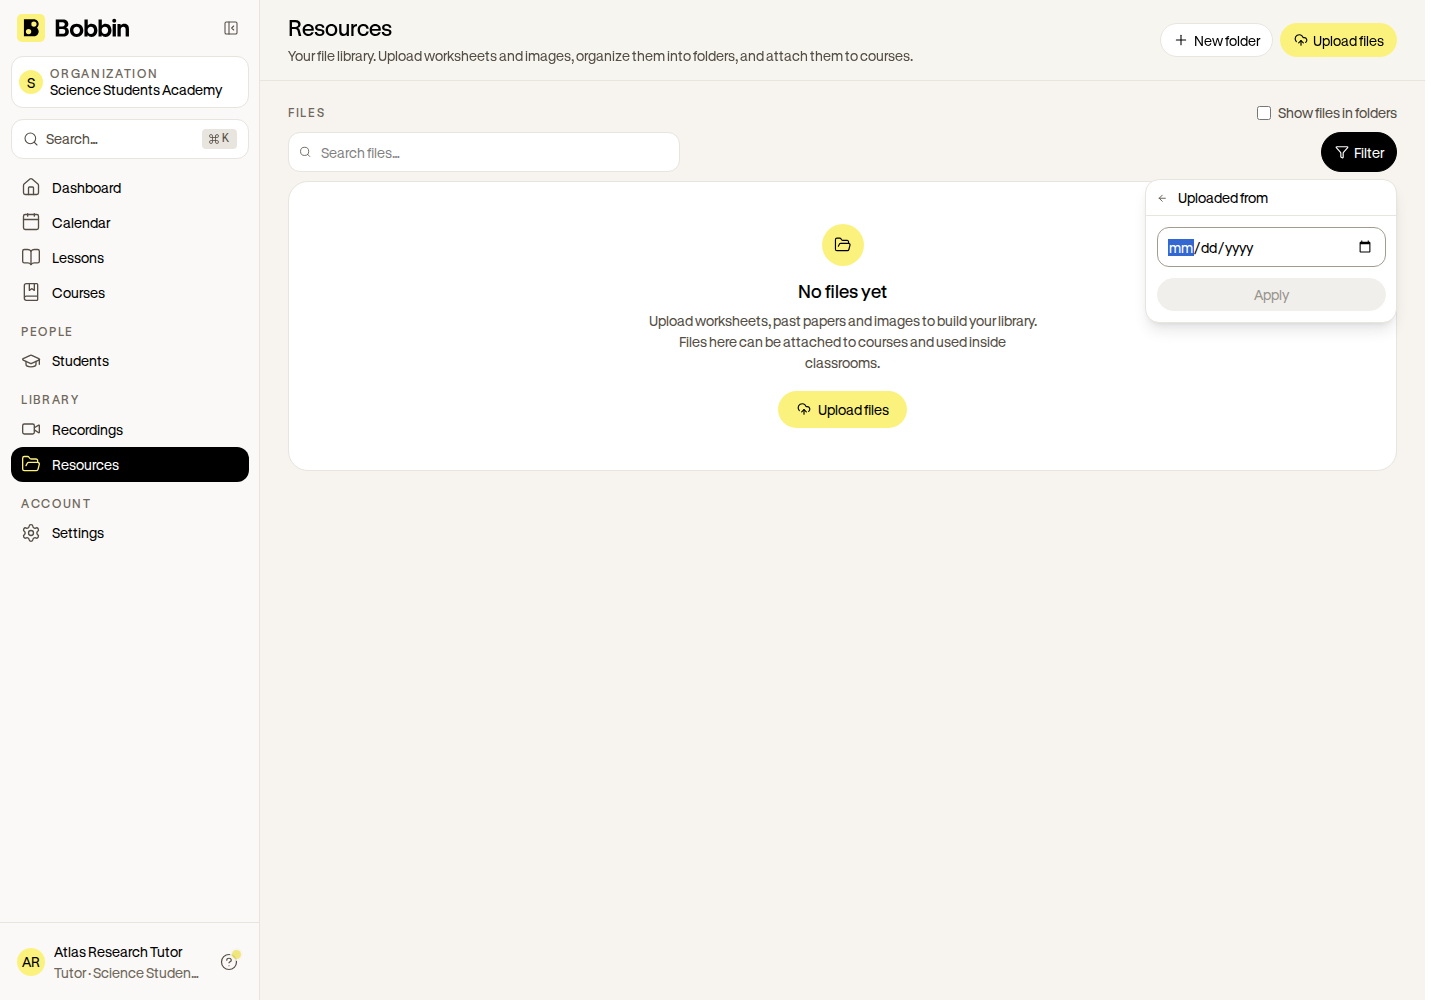 Bobbin
ORGANIZATION
S
Science Students Academy
Search...
⌘ K
Dashboard
Calendar
Lessons
Courses
PEOPLE
Students
LIBRARY
Recordings
Resources
ACCOUNT
Settings
AR
Atlas Research Tutor
Tutor · Science Studen...
Resources
Your file library. Upload worksheets and images, organize them into folders, and attach them to courses.
New folder
Upload files
FILES
Show files in folders
Search files...
Filter
Uploaded from
mm/dd/yyyy
Apply
No files yet
Upload worksheets, past papers and images to build your library.
Files here can be attached to courses and used inside
classrooms.
Upload files